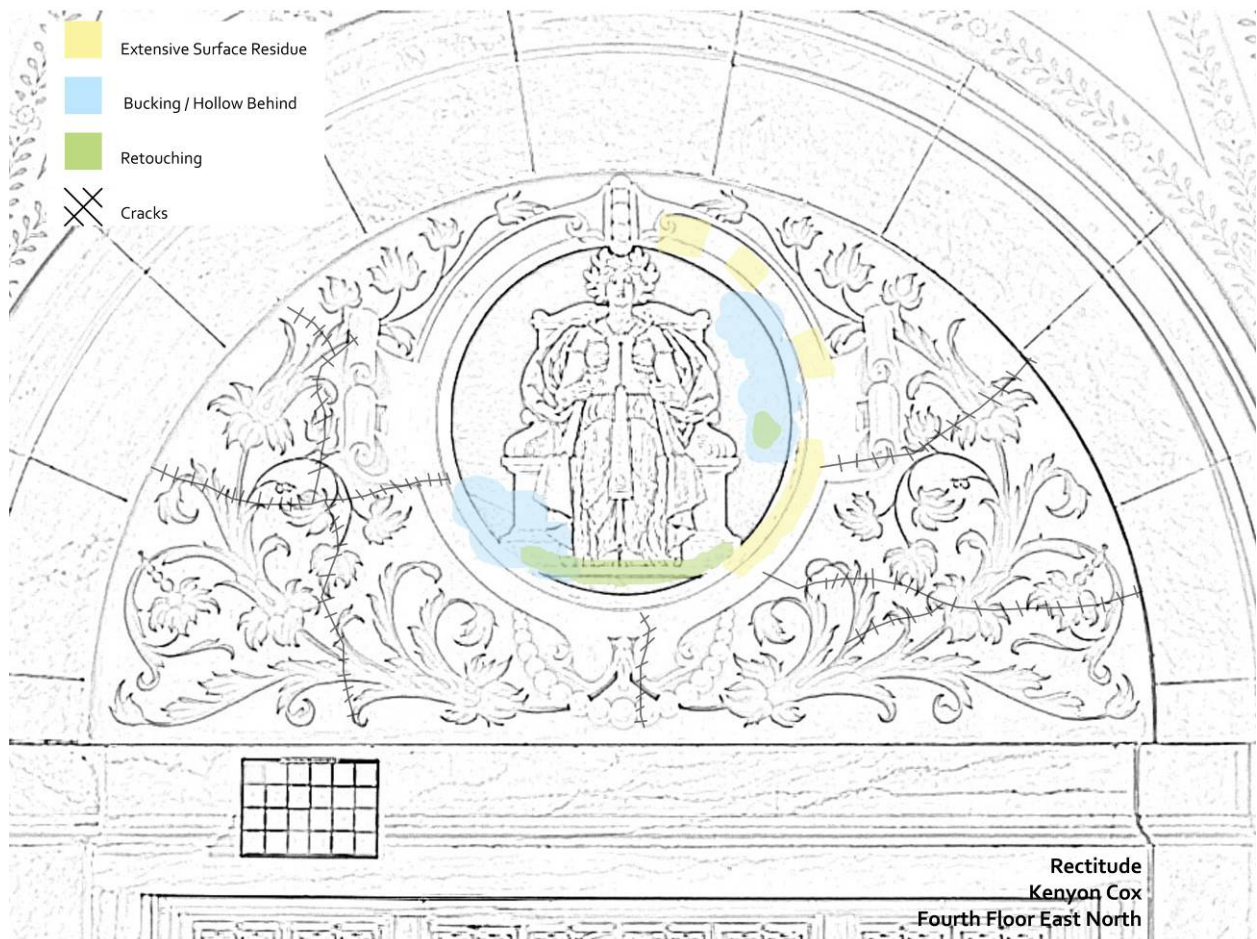 Extensive Surface Residue
Bucking / Hollow Behind
Retouching
Cracks
Rectitude
Kenyon Cox
Fourth Floor East North